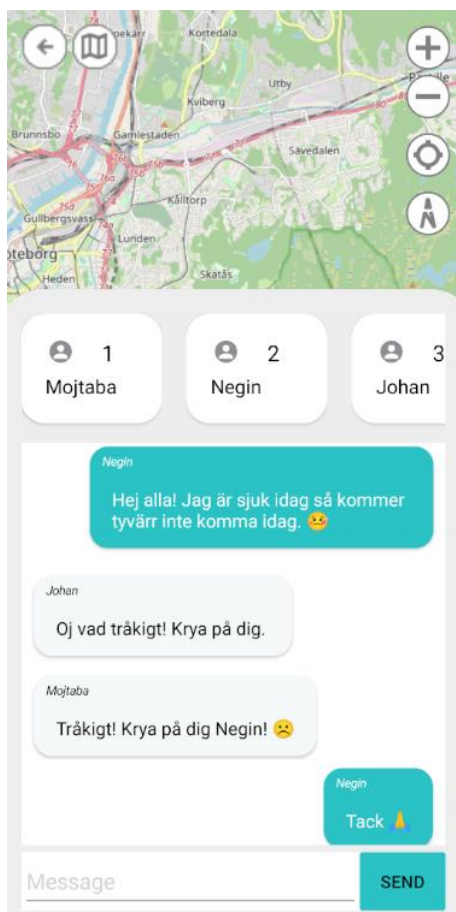 Kortedala
Utby
Kviberg
Brunnsbo
Gamlestaden
Sävedalen
Kålltorp
Gullbergsvass
Lunden
Heden
Skatås
1
Mojtaba
2
Negin
3
Johan
Negin
Hej alla! Jag är sjuk idag så kommer
tyvärr inte komma idag. 🤒
Johan
Oj vad tråkigt! Krya på dig.
Mojtaba
Tråkigt! Krya på dig Negin! ☹️
Negin
Tack 🙏
Message
SEND